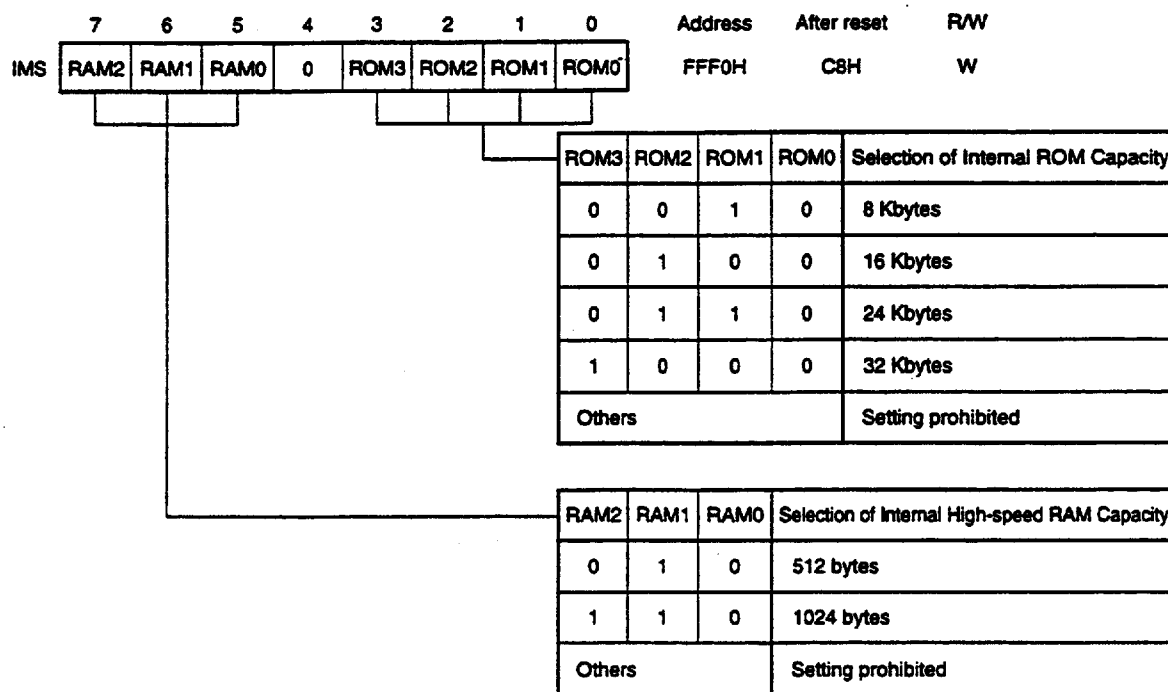 7 6 5 4 3 2 1 0 Address After reset R/W
IMS RAM2 RAM1 RAM0 0 ROM3 ROM2 ROM1 ROM0 FFF0H C8H W
ROM3 ROM2 ROM1 ROM0 Selection of Internal ROM Capacity
0 0 1 0 8 Kbytes
0 1 0 0 16 Kbytes
0 1 1 0 24 Kbytes
1 0 0 0 32 Kbytes
Others Setting prohibited
RAM2 RAM1 RAM0 Selection of Internal High-speed RAM Capacity
0 1 0 512 bytes
1 1 0 1024 bytes
Others Setting prohibited